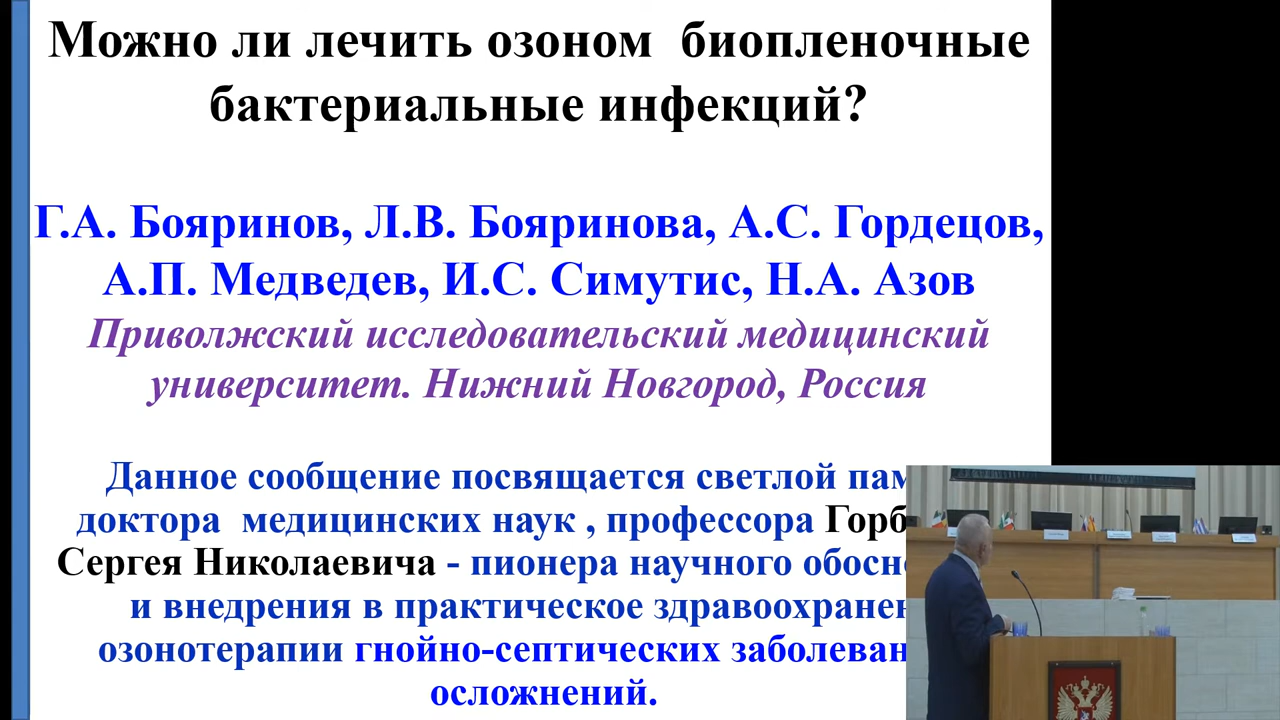 Можно ли лечить озоном биопленочные
бактериальные инфекций?
Г.А. Бояринов, Л.В. Бояринова, А.С. Гордецов,
А.П. Медведев, И.С. Симутис, Н.А. Азов
Приволжский исследовательский медицинский
университет. Нижний Новгород, Россия
Данное сообщение посвящается светлой
доктора медицинских наук , профессора
Сергея Николаевича - пионера научного
и внедрения в практическое
озонотерапии гнойно-септических
осложнений.